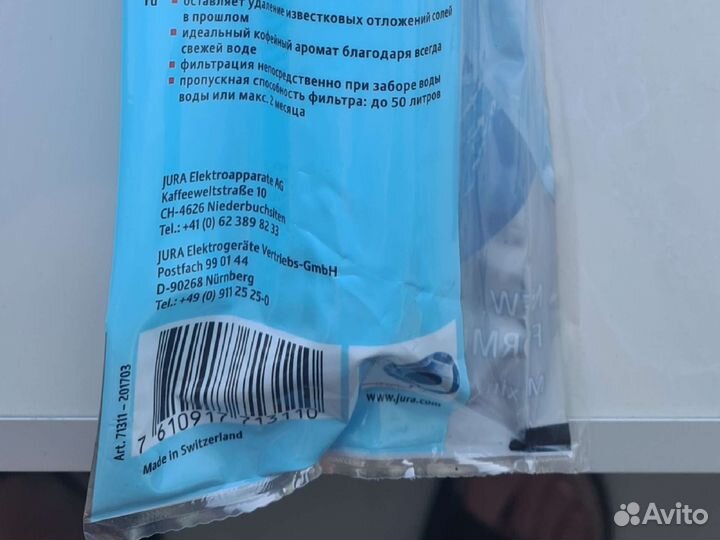 ru
оставляет удаление известковых отложений солей
в прошлом
идеальный кофейный аромат благодаря всегда
свежей воде
фильтрация непосредственно при заборе воды
пропускная способность фильтра: до 50 литров
воды или макс. 2 месяца
JURA Elektroapparate AG
Kaffeeweltstraße 10
CH-4626 Niederbuchsiten
Tel.: +41 (0) 62 389 82 33
JURA Elektrogeräte Vertriebs-GmbH
Postfach 99 01 44
D-90268 Nürnberg
Tel.: +49 (0) 911 25 25-0
Art. 71311 – 201703
7 610917 713110
Made in Switzerland
www.jura.com
NEW
Avito